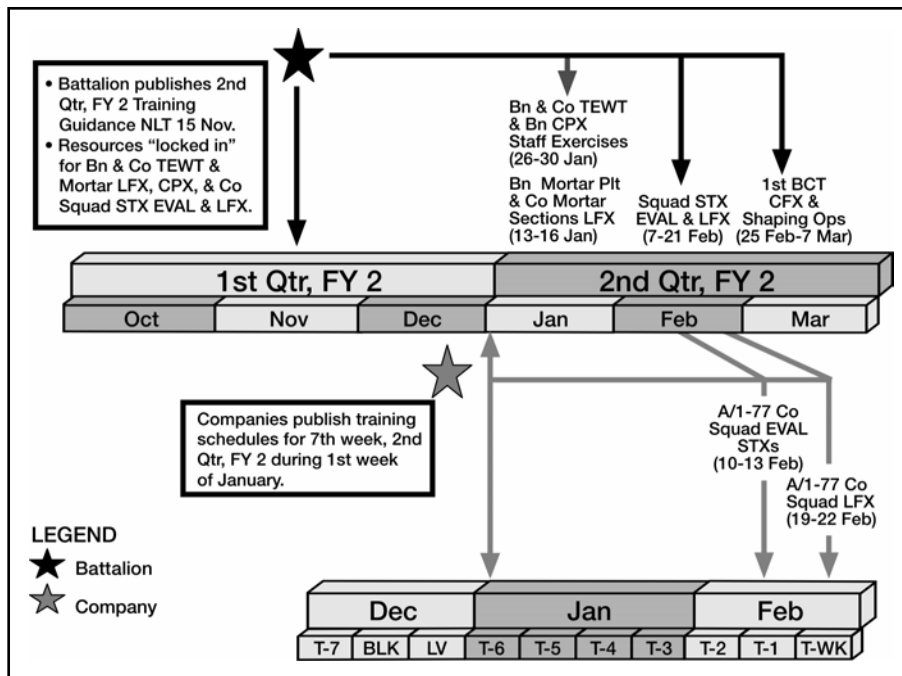 • Battalion publishes 2nd
Qtr, FY 2 Training
Guidance NLT 15 Nov.
• Resources “locked in”
for Bn & Co TEWT &
Mortar LFX, CPX, & Co
Squad STX EVAL & LFX.
Bn & Co TEWT
& Bn CPX
Staff Exercises
(26-30 Jan)
Bn Mortar Plt
& Co Mortar
Sections LFX
(13-16 Jan)
Squad STX
EVAL & LFX
(7-21 Feb)
1st BCT
CFX &
Shaping Ops
(25 Feb-7 Mar)
1st Qtr, FY 2
2nd Qtr, FY 2
Oct
Nov
Dec
Jan
Feb
Mar
Companies publish training
schedules for 7th week, 2nd
Qtr, FY 2 during 1st week
of January.
A/1-77 Co
Squad EVAL
STXs
(10-13 Feb)
A/1-77 Co
Squad LFX
(19-22 Feb)
LEGEND
Battalion
Company
Dec
Jan
Feb
T-7
BLK
LV
T-6
T-5
T-4
T-3
T-2
T-1
T-WK